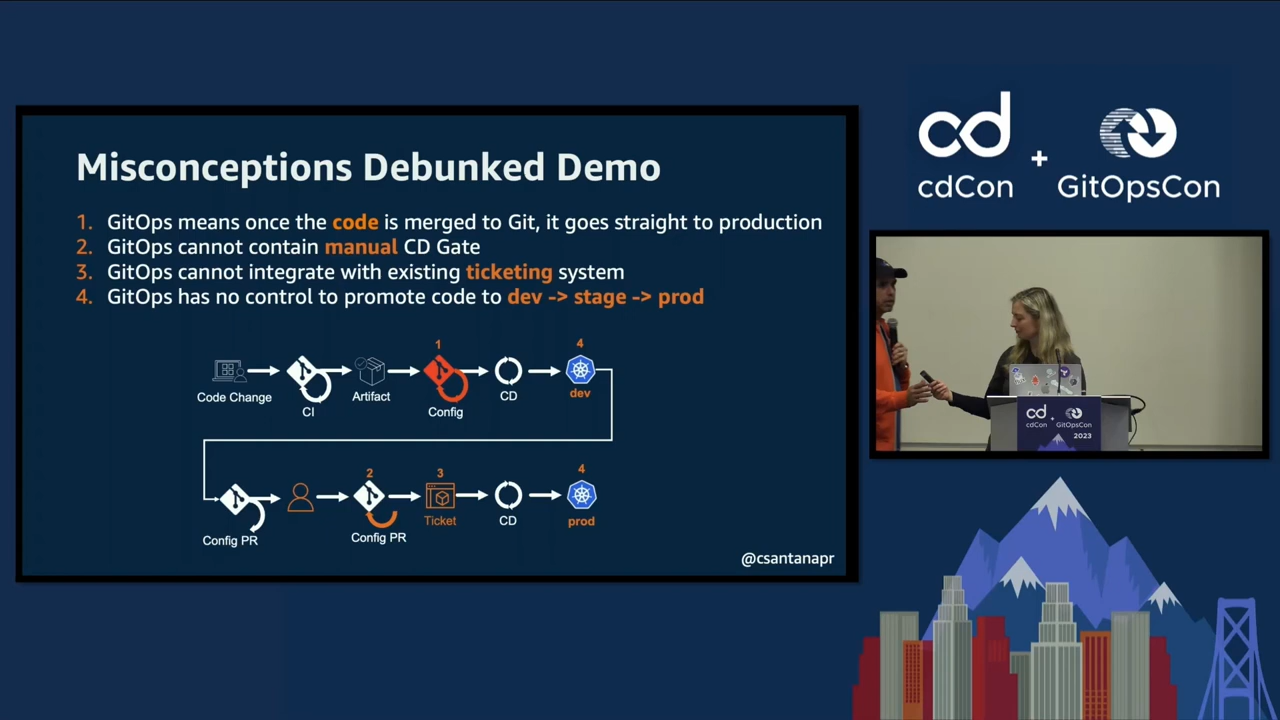 Misconceptions Debunked Demo
1. GitOps means once the code is merged to Git, it goes straight to production
2. GitOps cannot contain manual CD Gate
3. GitOps cannot integrate with existing ticketing system
4. GitOps has no control to promote code to dev -> stage -> prod
1
4
Code Change
CI
Artifact
Config
CD
dev
2
3
4
Config PR
Config PR
Ticket
CD
prod
@csantanapr
cd
cdCon
+
GitOpsCon
cd
cdCon
+
GitOpsCon
2023